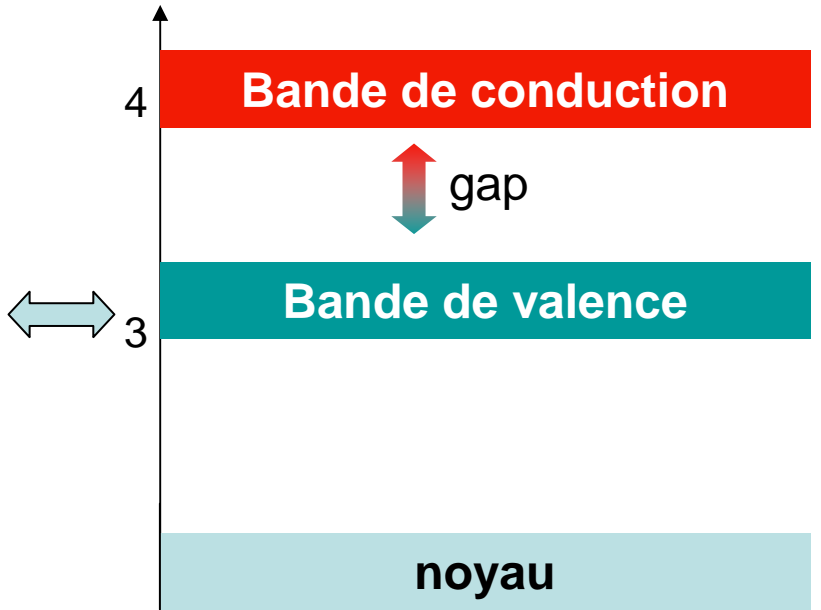 4
Bande de conduction
gap
Bande de valence
3
noyau